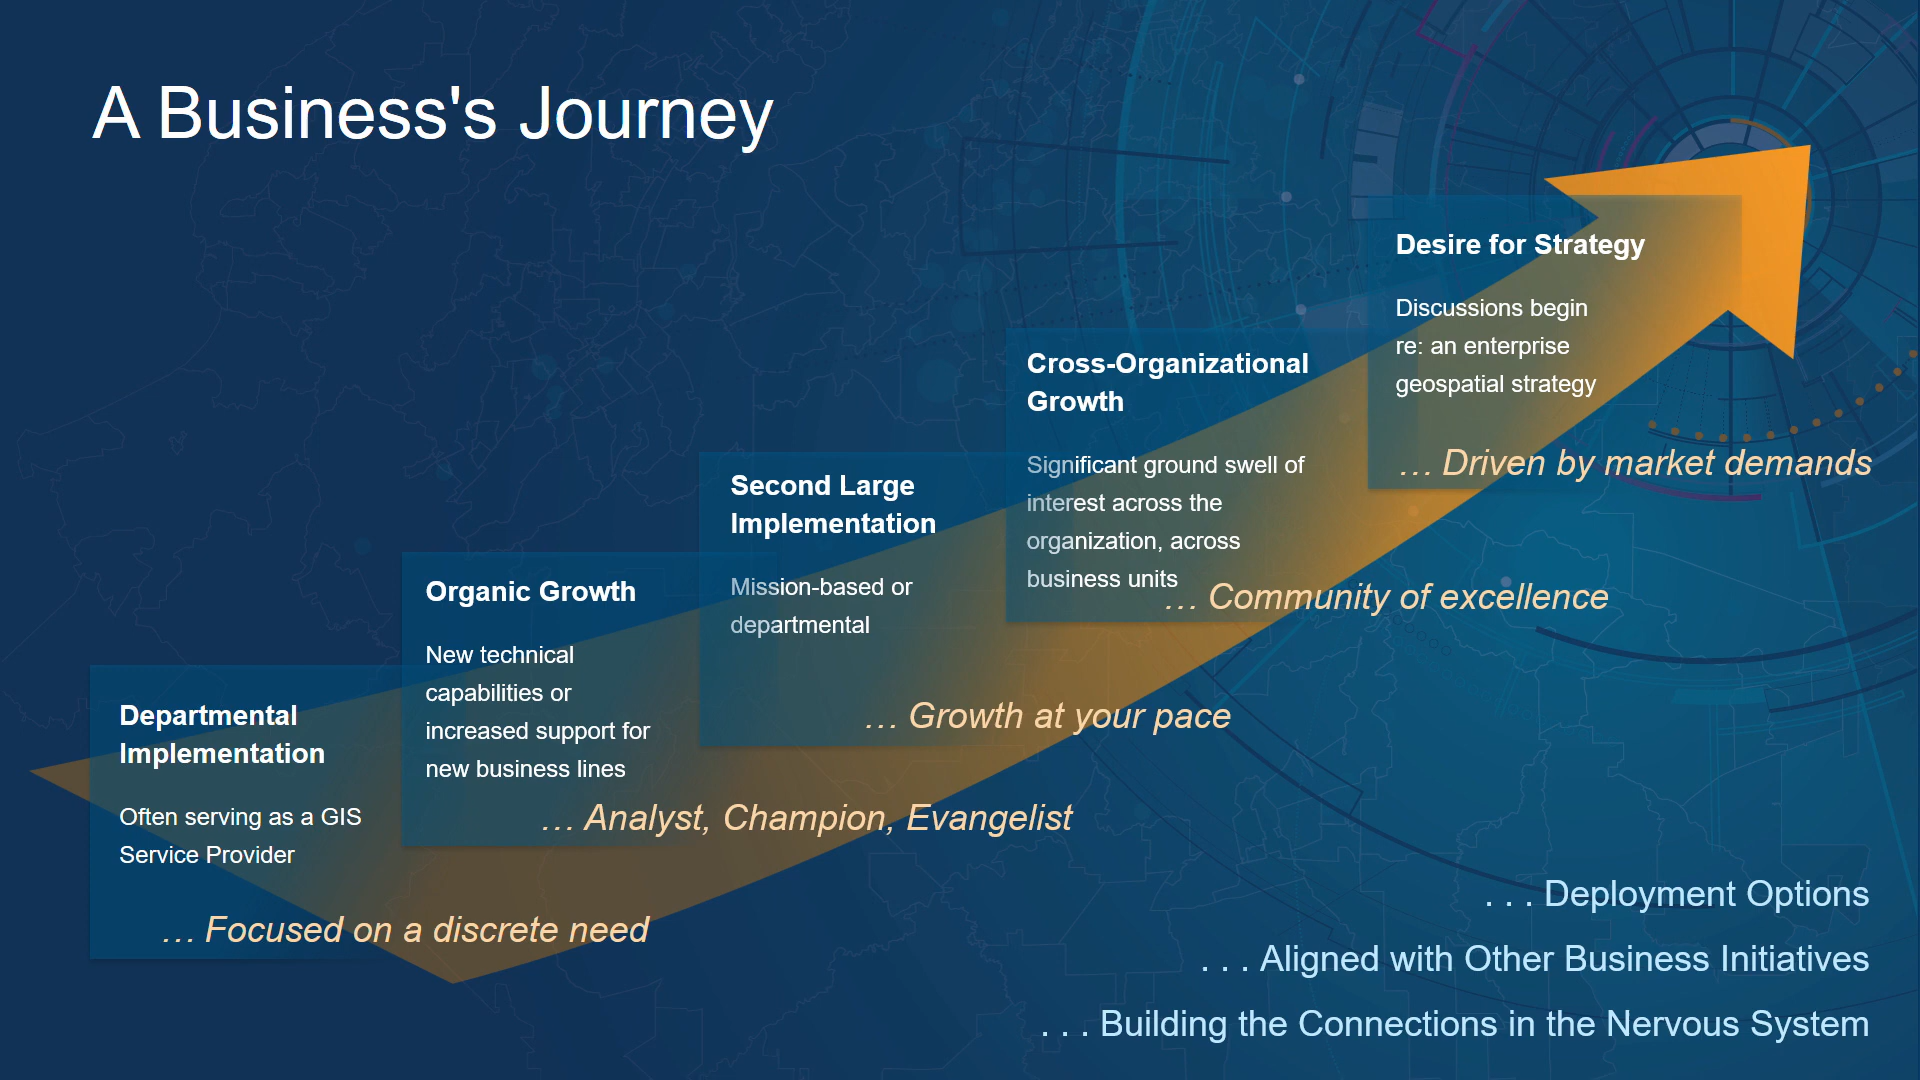 A Business's Journey
Departmental
Implementation
Often serving as a GIS
Service Provider
… Focused on a discrete need
Organic Growth
New technical
capabilities or
increased support for
new business lines
… Analyst, Champion, Evangelist
Second Large
Implementation
Mission-based or
departmental
… Growth at your pace
Cross-Organizational
Growth
Significant ground swell of
interest across the
organization, across
business units
… Community of excellence
Desire for Strategy
Discussions begin
re: an enterprise
geospatial strategy
… Driven by market demands
. . . Deployment Options
. . . Aligned with Other Business Initiatives
. . . Building the Connections in the Nervous System